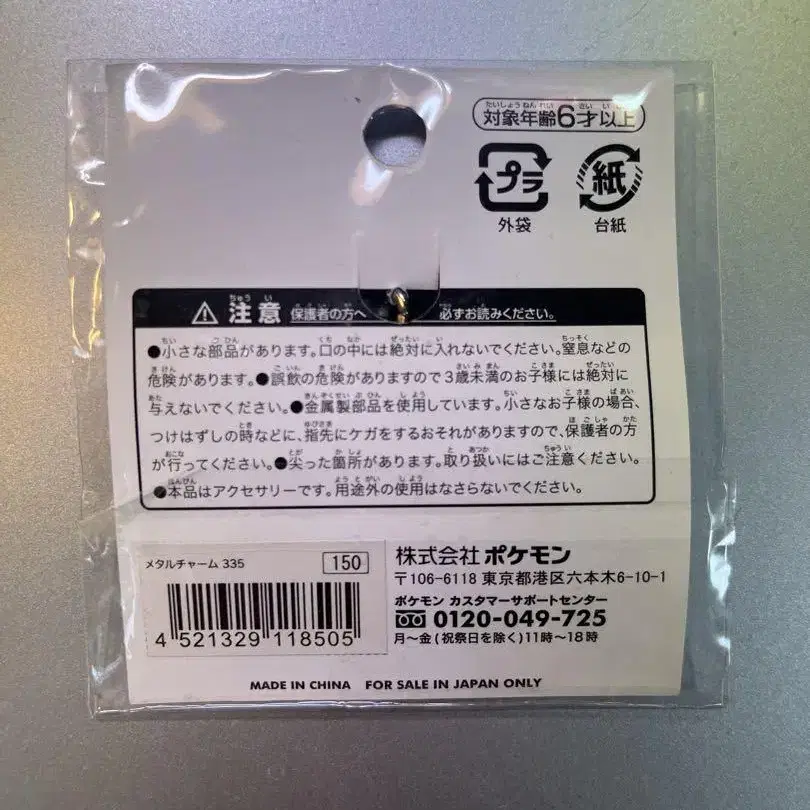 対象年齢6才以上
プラ
紙
外袋
台紙
注意 保護者の方へ 必ずお読みください。
●小さな部品があります。口の中には絶対に入れないでください。窒息などの
危険があります。●誤飲の危険がありますので3歳未満のお子様には絶対に
与えないでください。●金属製部品を使用しています。小さなお子様の場合、
つけはずしの時などに、指先にケガをするおそれがありますので、保護者の方
が行ってください。●尖った箇所があります。取り扱いにはご注意ください。
●本品はアクセサリーです。用途外の使用はなさらないでください。
メタルチャーム 335
150
4 521329 118505
株式会社 ポケモン
〒106-6118 東京都港区六本木6-10-1
ポケモン カスタマーサポートセンター
0120-049-725
月〜金(祝祭日を除く)11時〜18時
MADE IN CHINA FOR SALE IN JAPAN ONLY